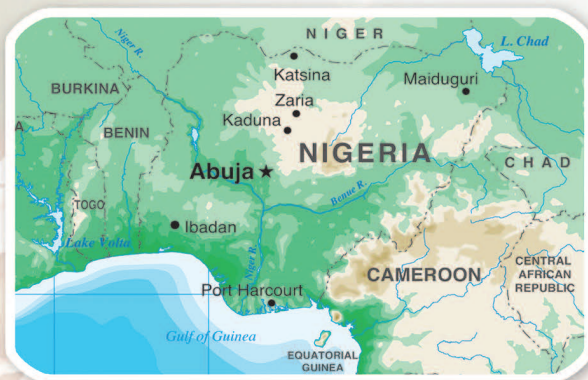 NIGER
Niger R.
L. Chad
Katsina
Maiduguri
BURKINA
Zaria
A
BENIN
Kaduna
NIGERIA
CHAD
Abuja
TOGO
Benue R.
Ibadan
Lake Volta
Niger R.
CAMEROON
CENTRAL
AFRICAN
REPUBLIC
Port Harcourt
Gulf of Guinea
EQUATORIAL
GUINEA